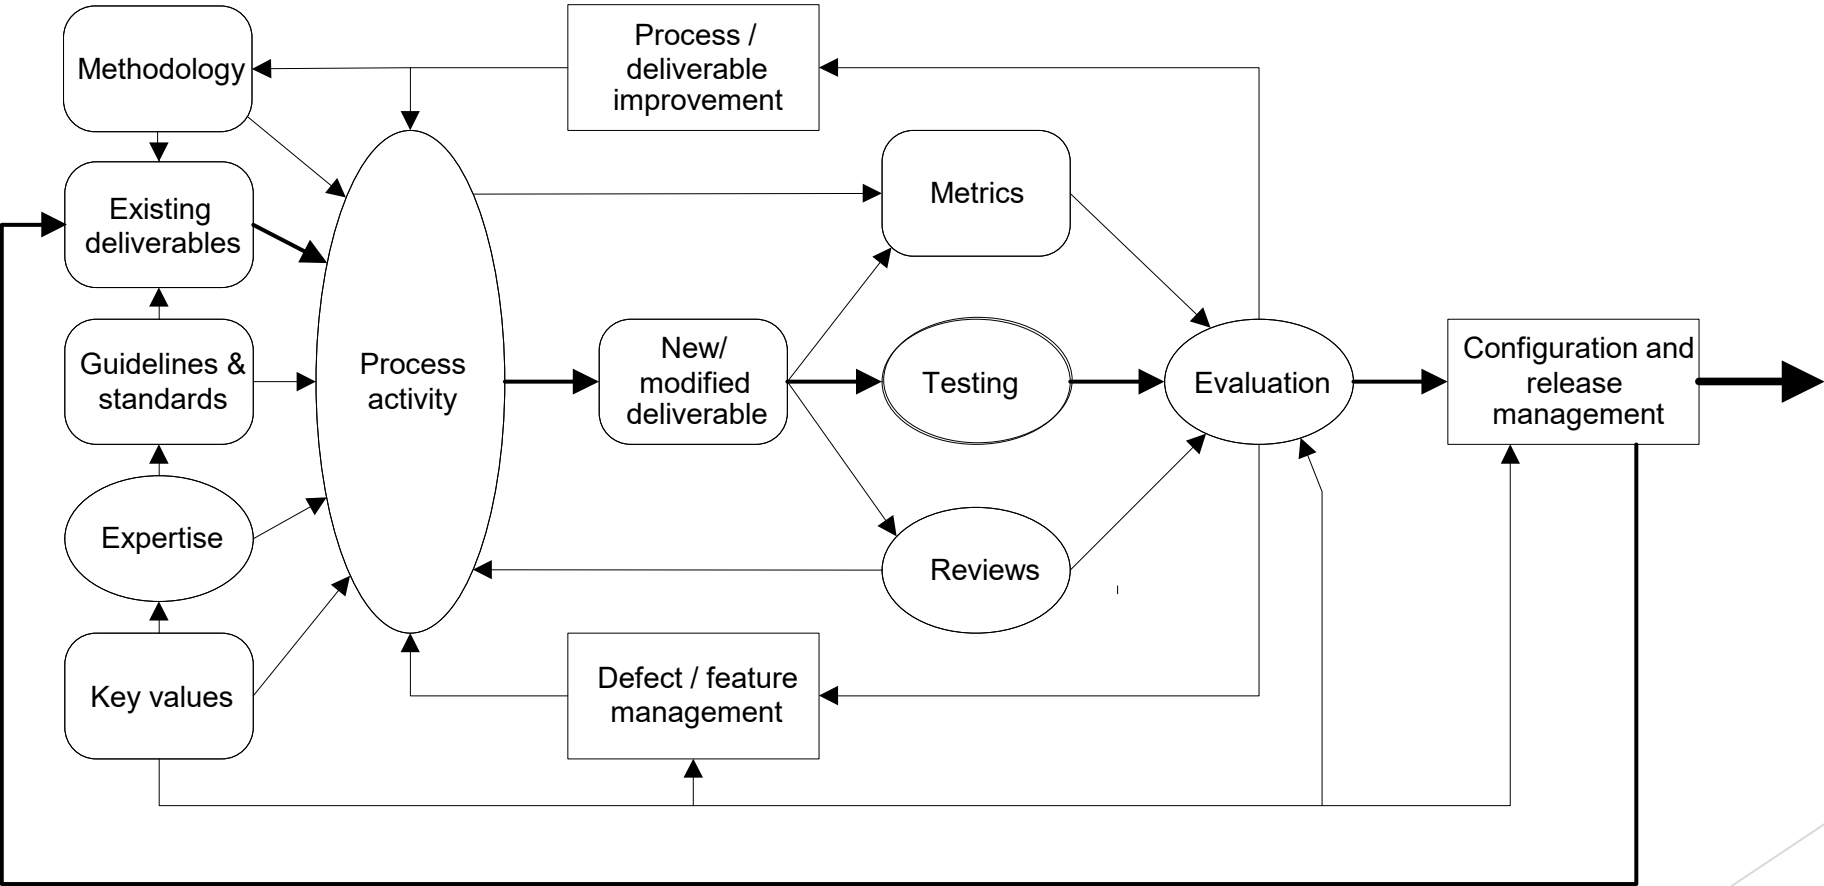 Methodology
Process /
deliverable
improvement
Existing
deliverables
Metrics
Guidelines &
standards
Process
activity
New/
modified
deliverable
Testing
Evaluation
Configuration and
release
management
Expertise
Reviews
Key values
Defect / feature
management